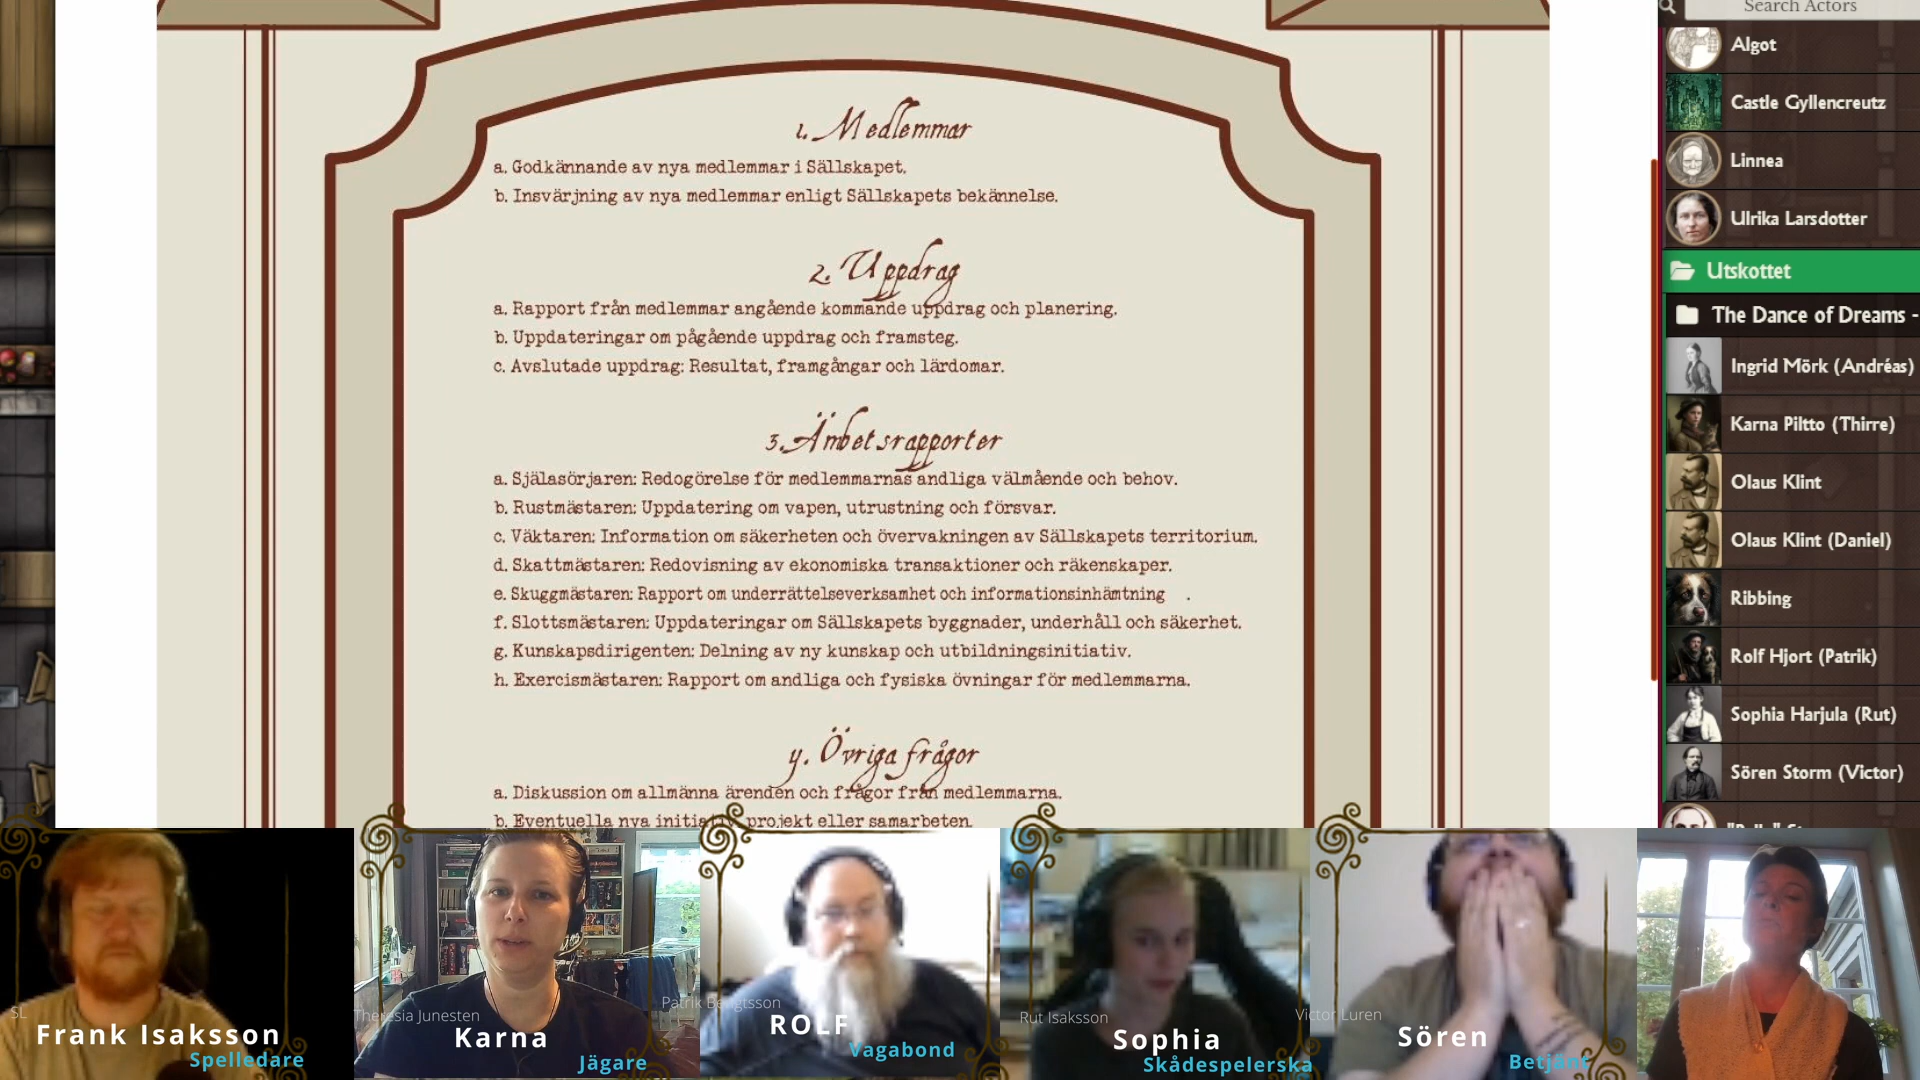 1. Medlemmar
a. Godkännande av nya medlemmar i Sällskapet.
b. Insvärjning av nya medlemmar enligt Sällskapets bekännelse.
2. Uppdrag
a. Rapport från medlemmar angående kommande uppdrag och planering.
b. Uppdateringar om pågående uppdrag och framsteg.
c. Avslutade uppdrag: Resultat, framgångar och lärdomar.
3. Ämbetsrapporter
a. Själasörjaren: Redogörelse för medlemmarnas andliga välmående och behov.
b. Rustmästaren: Uppdatering om vapen, utrustning och försvar.
c. Väktaren: Information om säkerheten och övervakningen av Sällskapets territorium.
d. Skattmästaren: Redovisning av ekonomiska transaktioner och räkenskaper.
e. Skuggmästaren: Rapport om underrättelseverksamhet och informationsinhämtning .
f. Slottsmästaren: Uppdateringar om Sällskapets byggnader, underhåll och säkerhet.
g. Kunskapsdirigenten: Delning av ny kunskap och utbildningsinitiativ.
h. Exercismästaren: Rapport om andliga och fysiska övningar för medlemmarna.
4. Övriga frågor
a. Diskussion om allmänna ärenden och frågor från medlemmarna.
b. Eventuella nya initiativ, projekt eller samarbeten.
Search Actors
Algot
Castle Gyllencreutz
Linnea
Ulrika Larsdotter
Utskottet
The Dance of Dreams -
Ingrid Mörk (Andréas)
Karna Piltto (Thirre)
Olaus Klint
Olaus Klint (Daniel)
Ribbing
Rolf Hjort (Patrik)
Sophia Harjula (Rut)
Sören Storm (Victor)
SL
Frank Isaksson
Spelledare
Theresia Junesten
Karna
Jägare
Patrik Bengtsson
ROLF
Vagabond
Rut Isaksson
Sophia
Skådespelerska
Victor Luren
Sören
Betjänt